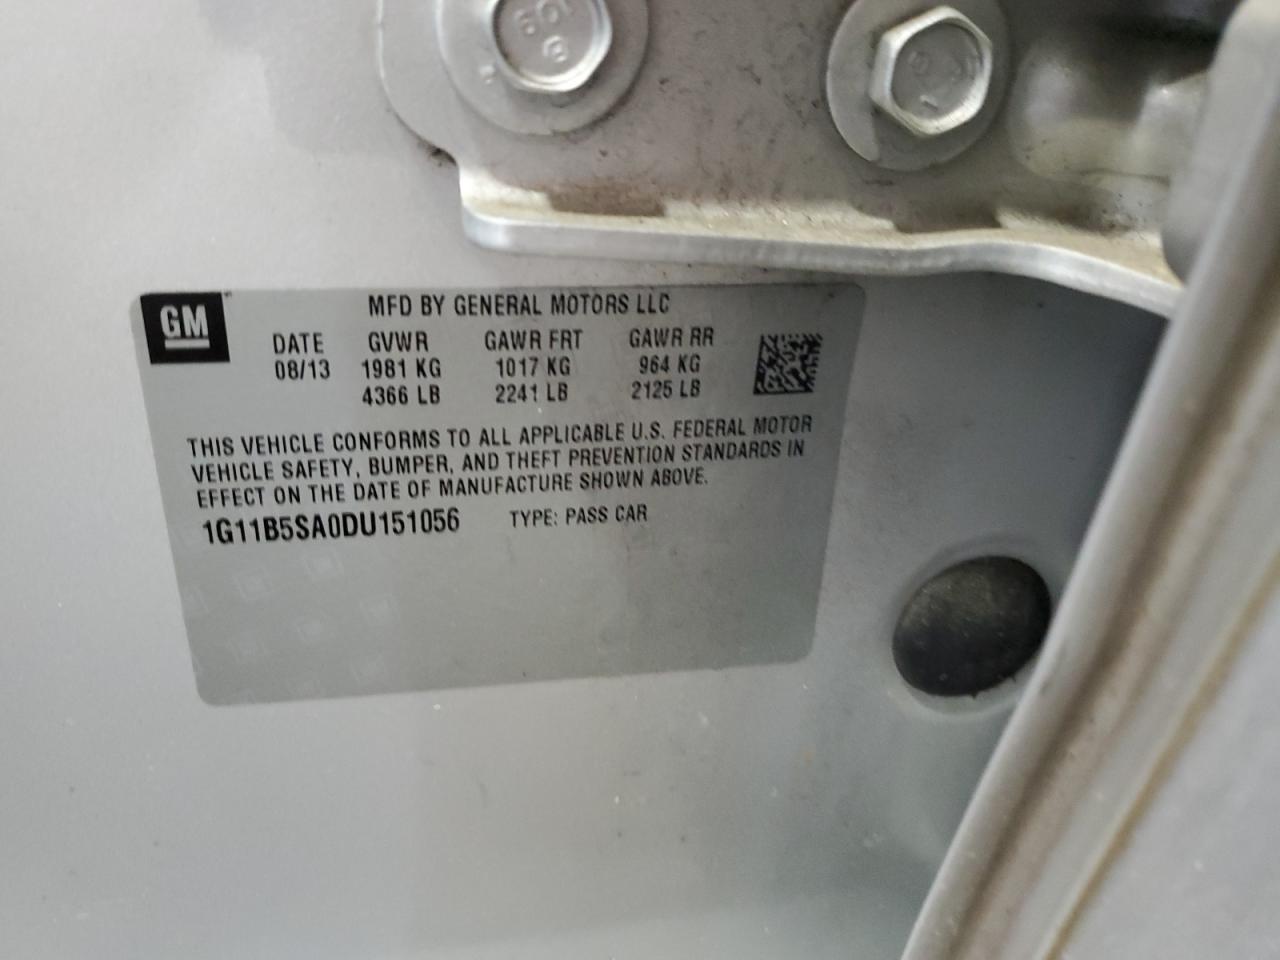 GM
MFD BY GENERAL MOTORS LLC
DATE GVWR GAWR FRT GAWR RR
08/13 1981 KG 1017 KG 964 KG
4366 LB 2241 LB 2125 LB
THIS VEHICLE CONFORMS TO ALL APPLICABLE U.S. FEDERAL MOTOR
VEHICLE SAFETY, BUMPER, AND THEFT PREVENTION STANDARDS IN
EFFECT ON THE DATE OF MANUFACTURE SHOWN ABOVE.
1G11B5SA0DU151056 TYPE: PASS CAR